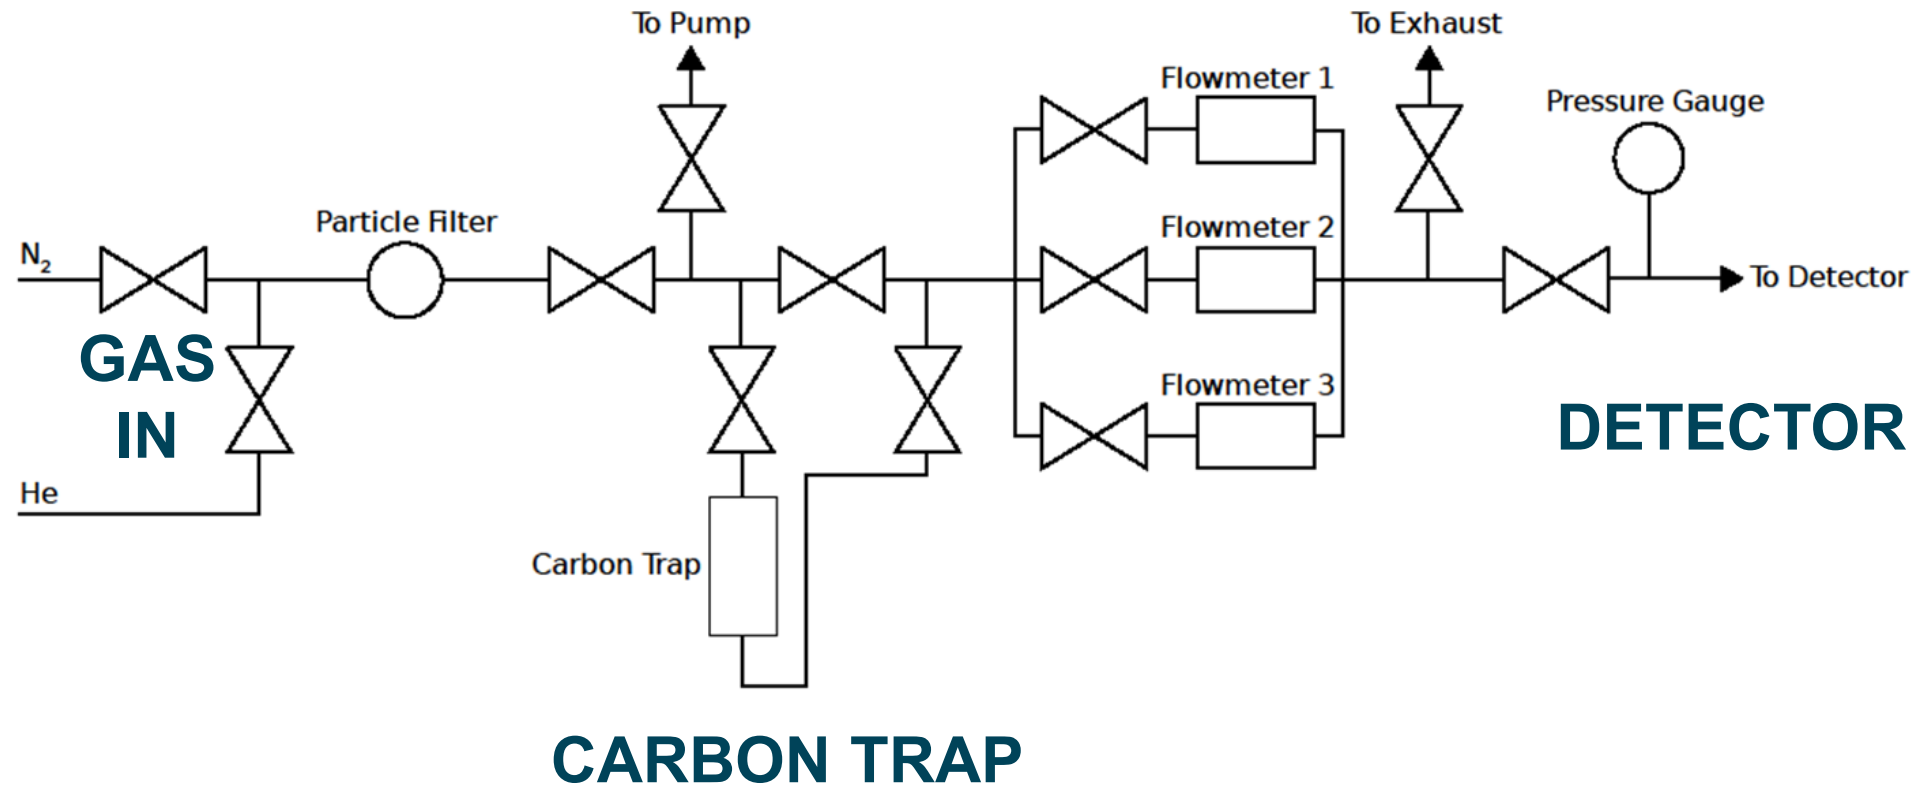 To Pump
To Exhaust
Flowmeter 1
Pressure Gauge
Particle Filter
Flowmeter 2
N₂
To Detector
GAS
IN
Flowmeter 3
DETECTOR
He
Carbon Trap
CARBON TRAP